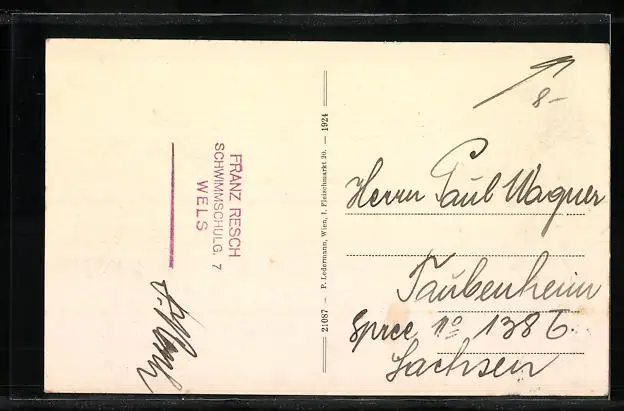 FRANZ RESCH
SCHWIMMSCHULG. 7
WELS
21087 – P. Ledermann, Wien, I. Fleischmarkt 20. — 1924
8 –
Herrn Paul Wagner
Taubenheim
Spree No 1386.
Sachsen